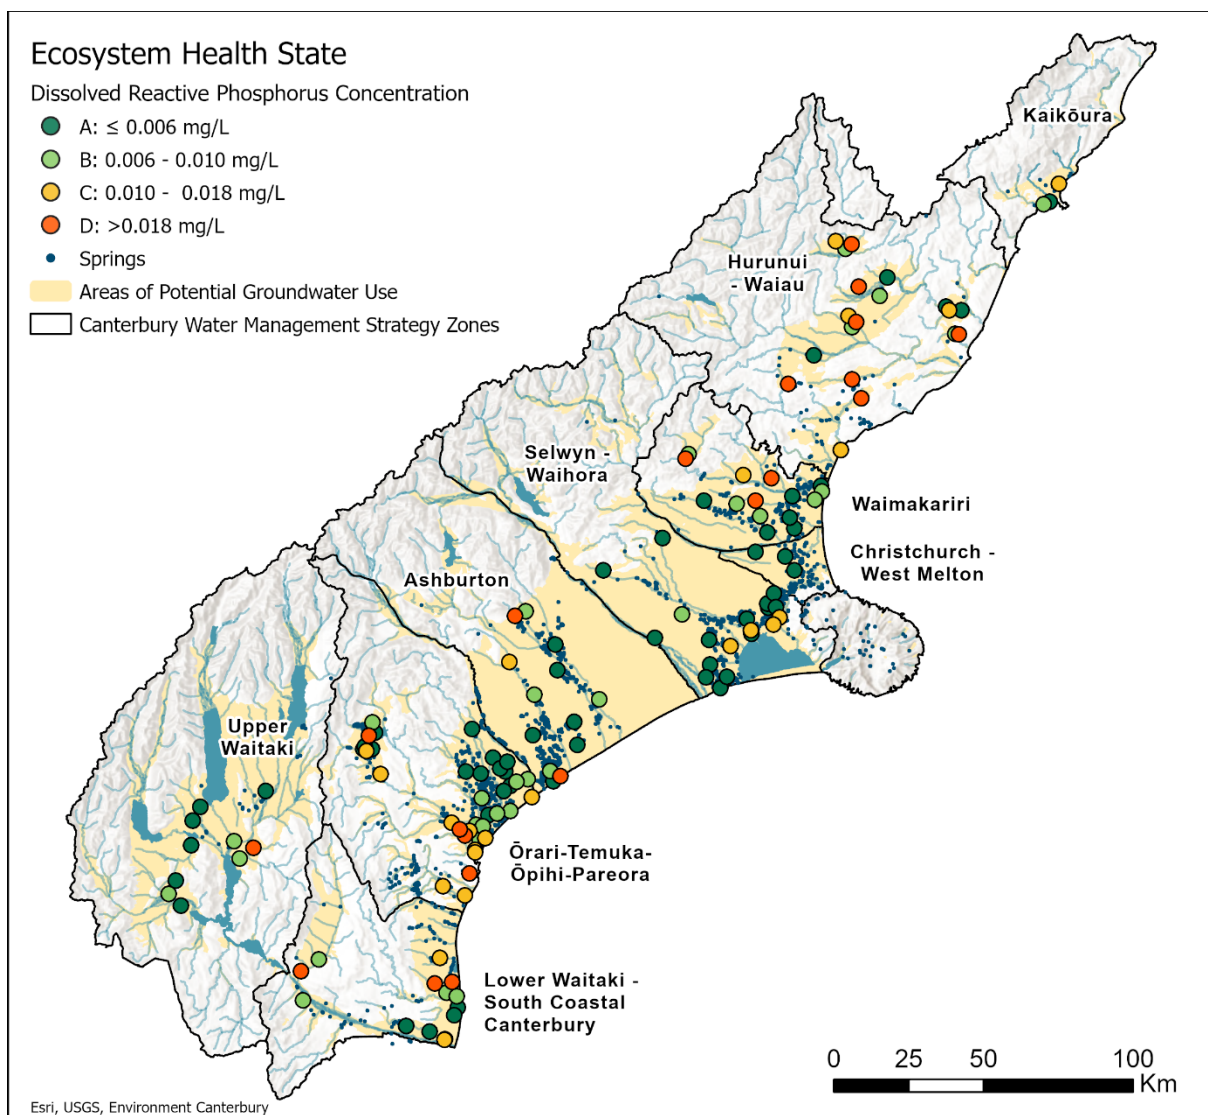 Ecosystem Health State
Dissolved Reactive Phosphorus Concentration
A: ≤ 0.006 mg/L
B: 0.006 - 0.010 mg/L
C: 0.010 - 0.018 mg/L
D: >0.018 mg/L
Springs
Areas of Potential Groundwater Use
Canterbury Water Management Strategy Zones
Kaikōura
Hurunui
- Waiau
Selwyn -
Waihora
Waimakariri
Christchurch -
West Melton
Ashburton
Upper
Waitaki
Ōrari-Temuka-
Ōpihi-Pareora
Lower Waitaki -
South Coastal
Canterbury
0 25 50 100
Km
Esri, USGS, Environment Canterbury